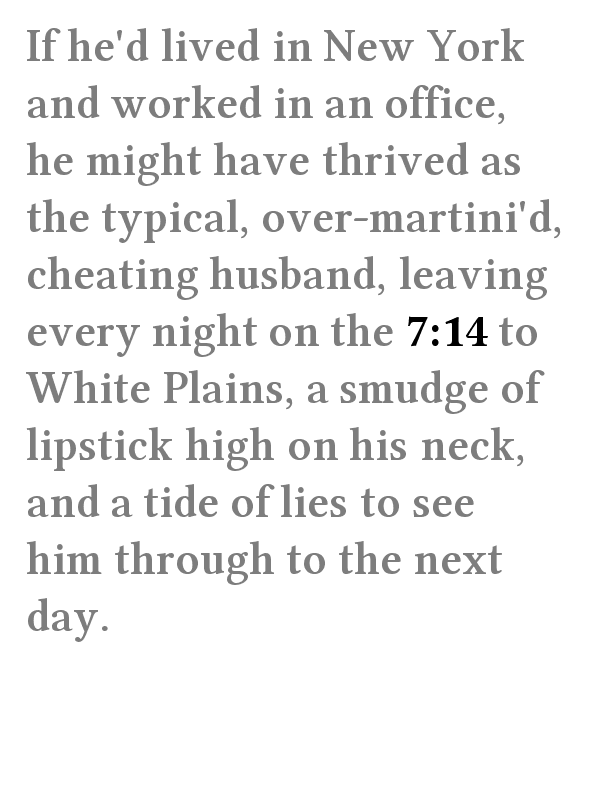 If he'd lived in New York
and worked in an office,
he might have thrived as
the typical, over-martini'd,
cheating husband, leaving
every night on the 7:14 to
White Plains, a smudge of
lipstick high on his neck,
and a tide of lies to see
him through to the next
day.